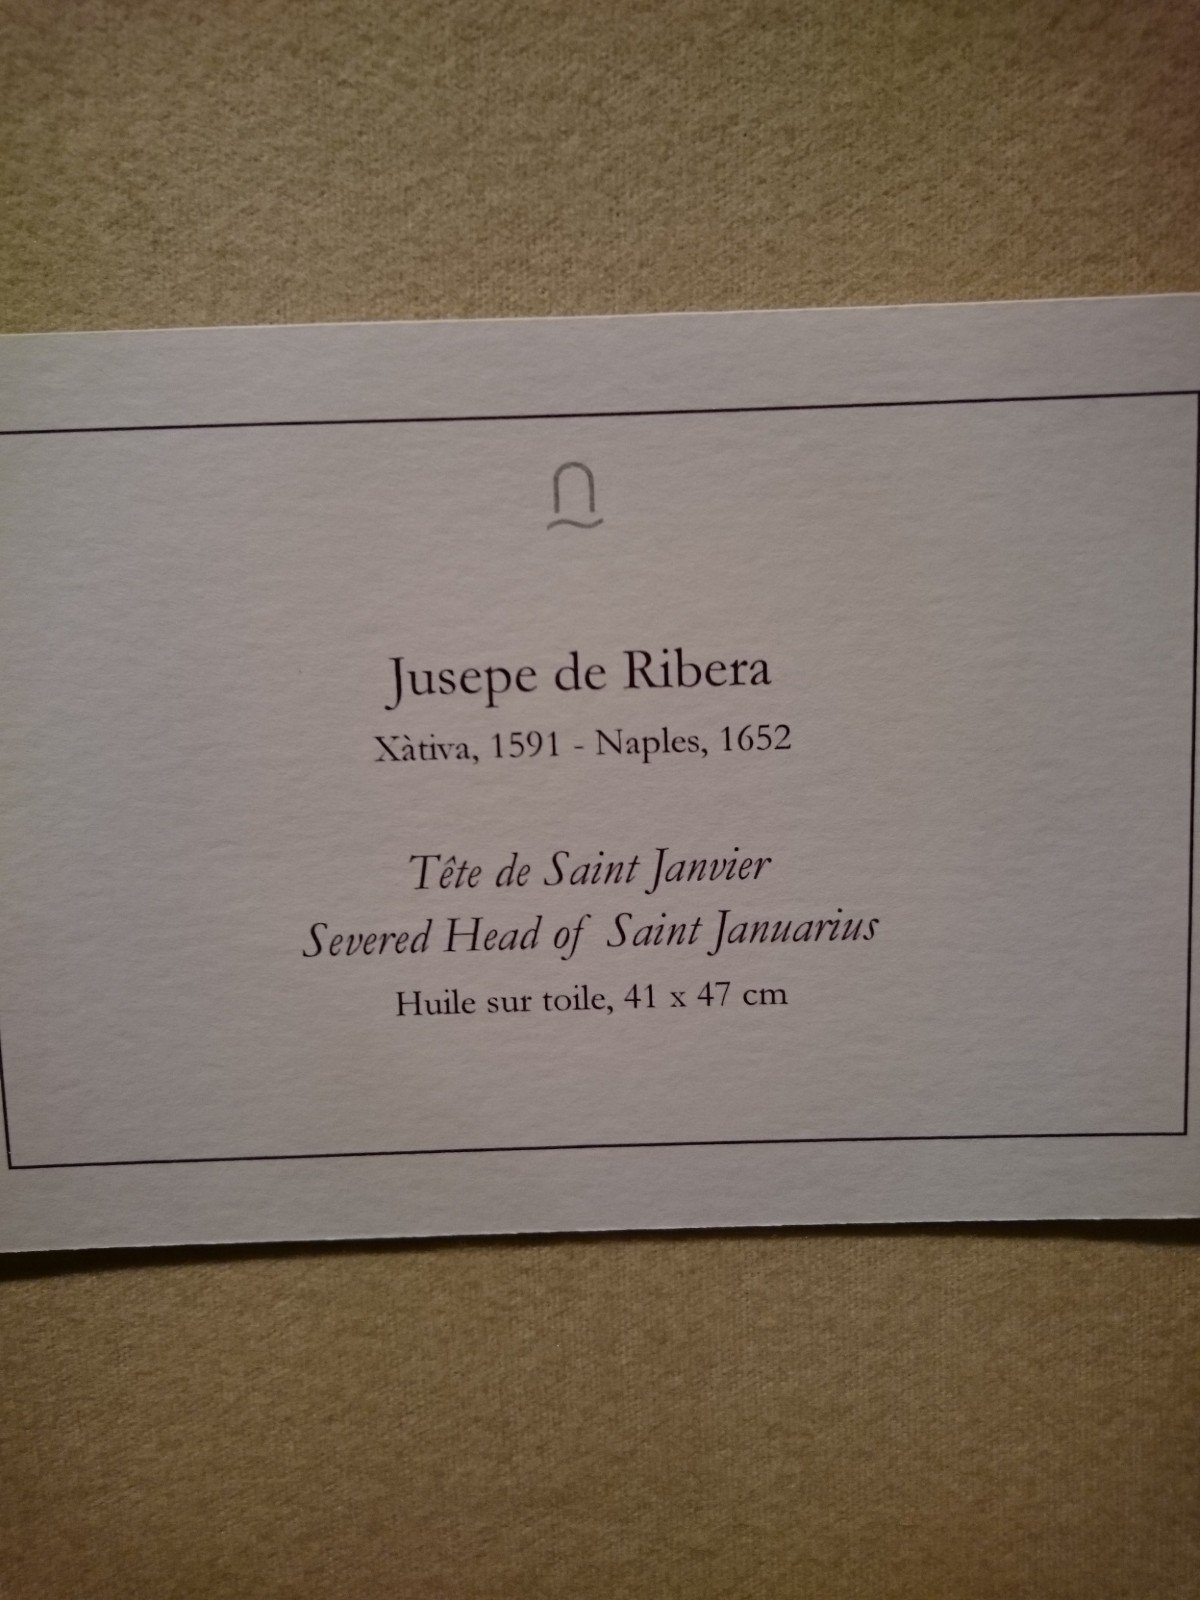 Jusepe de Ribera
Xàtiva, 1591 - Naples, 1652
Tête de Saint Janvier
Severed Head of Saint Januarius
Huile sur toile, 41 x 47 cm